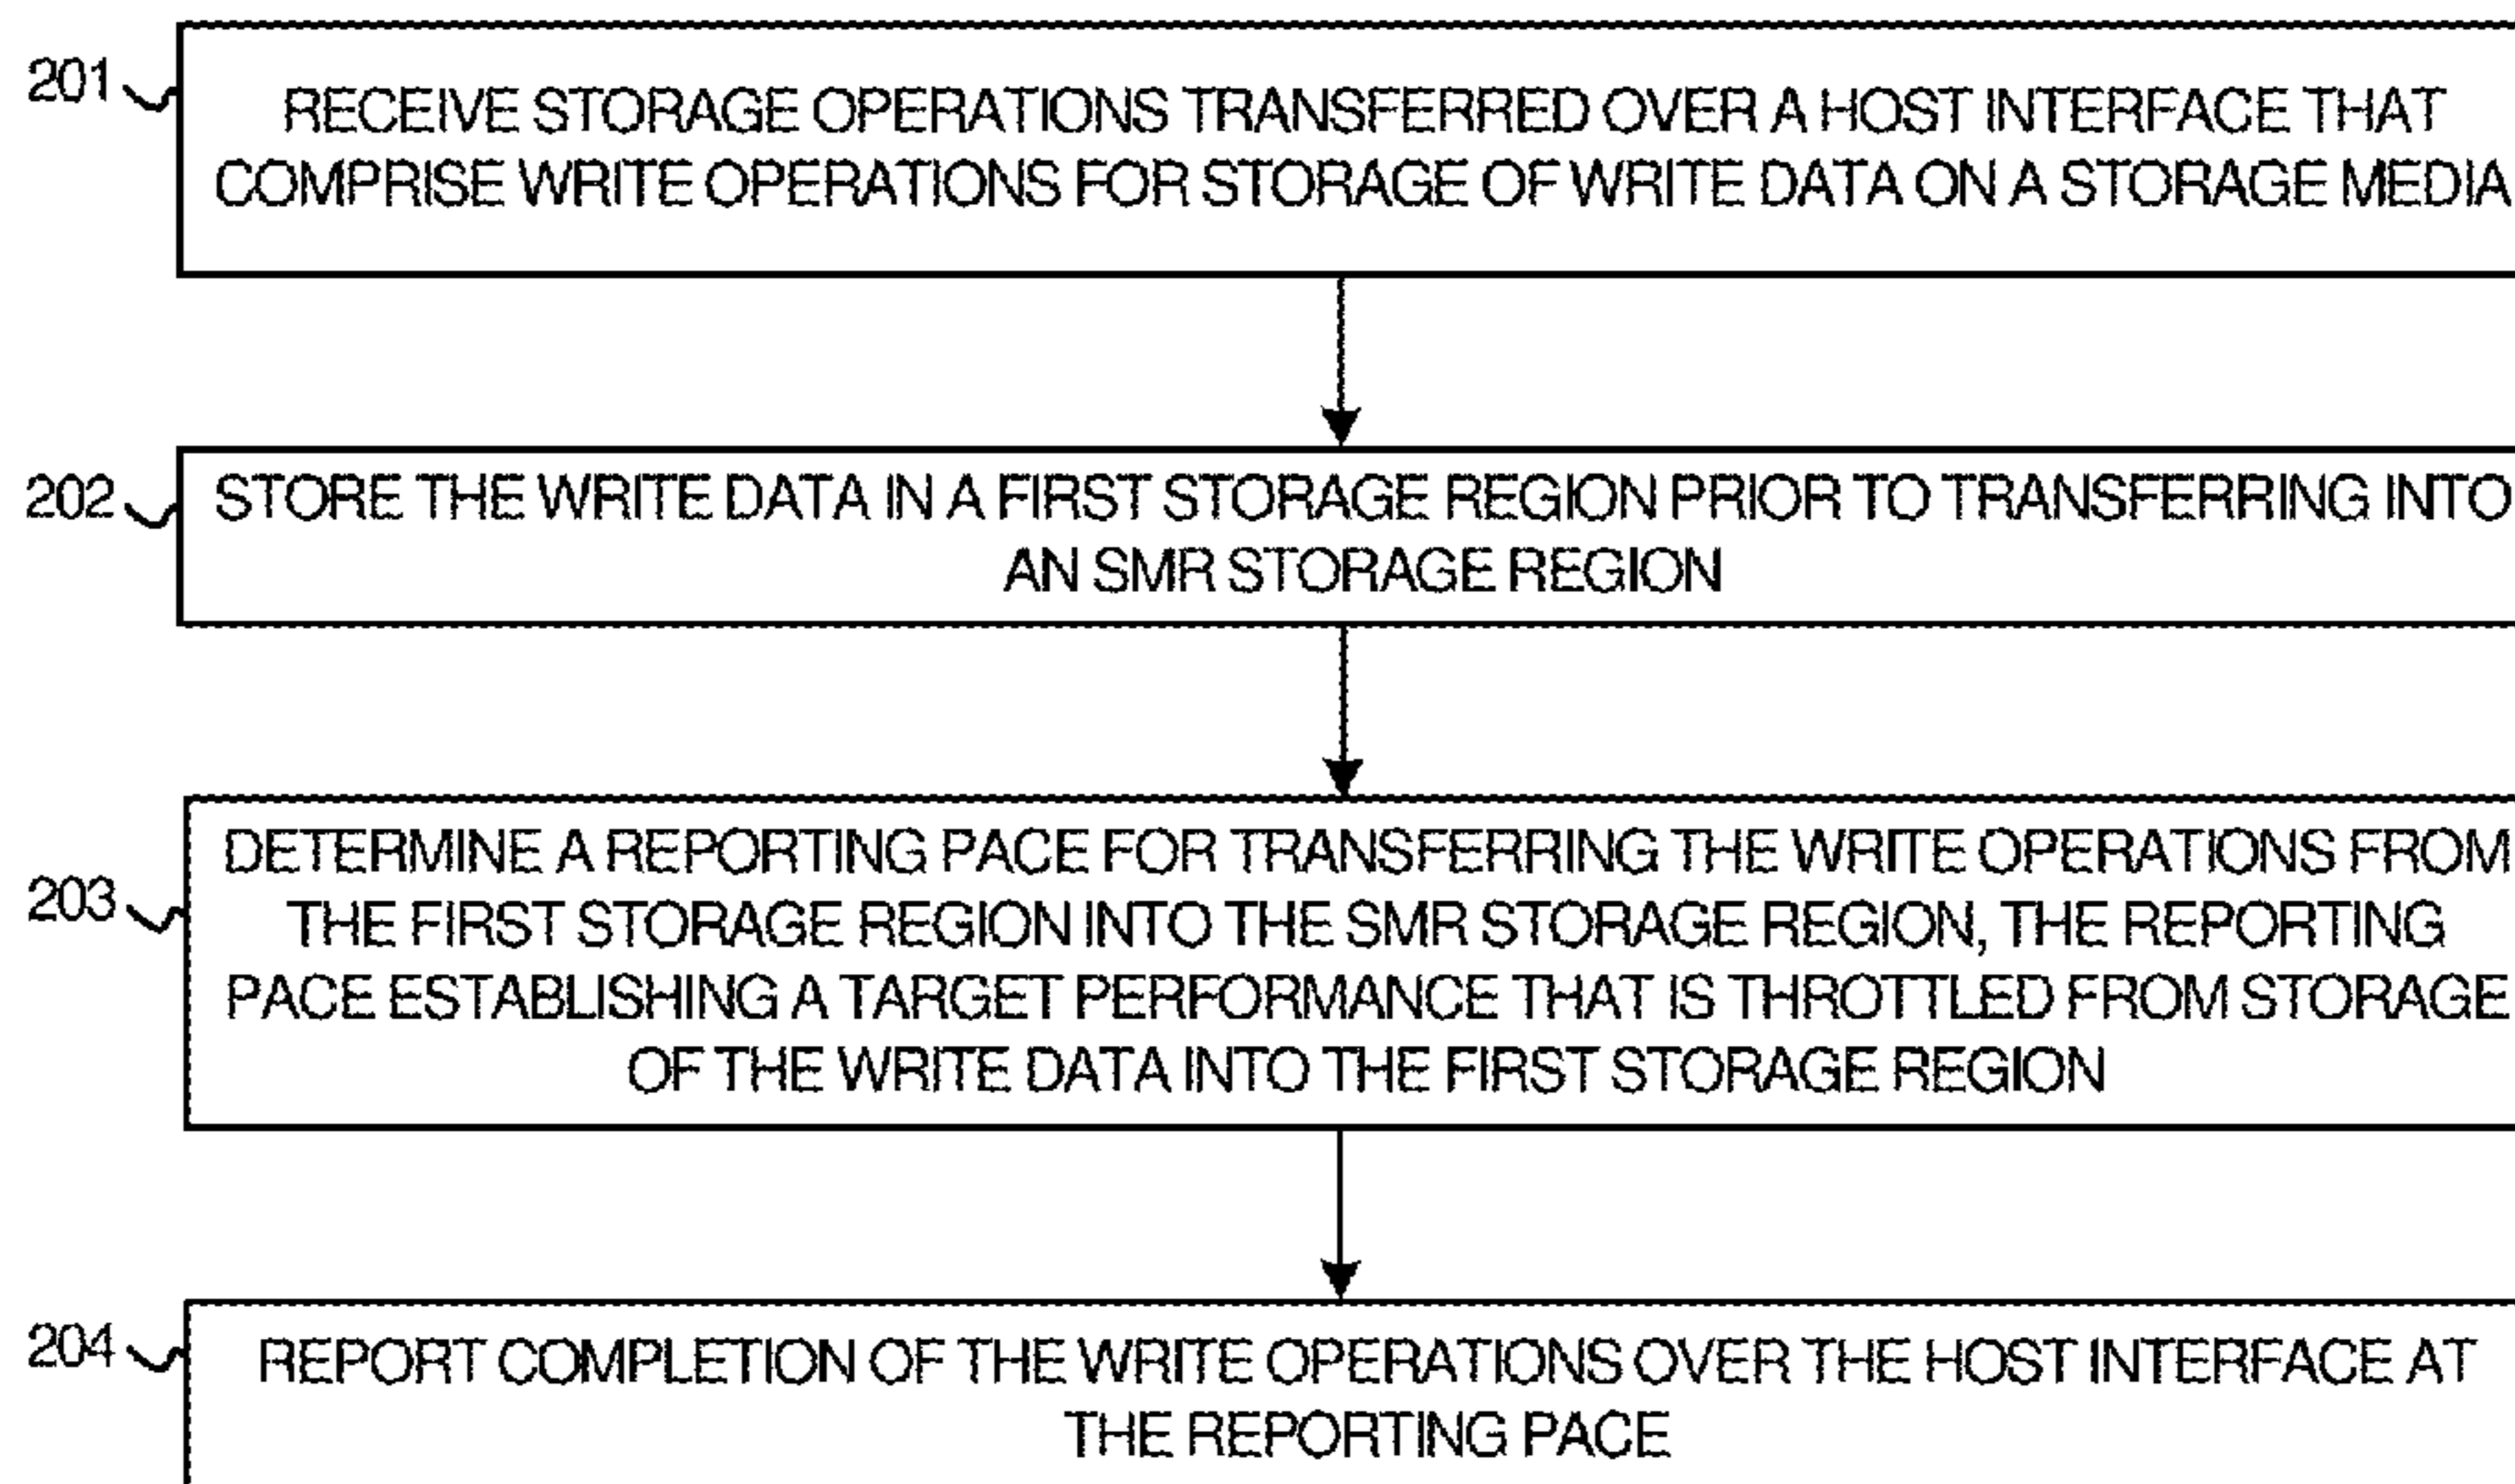 201
RECEIVE STORAGE OPERATIONS TRANSFERRED OVER A HOST INTERFACE THAT
COMPRISE WRITE OPERATIONS FOR STORAGE OF WRITE DATA ON A STORAGE MEDIA
202
STORE THE WRITE DATA IN A FIRST STORAGE REGION PRIOR TO TRANSFERRING INTO
AN SMR STORAGE REGION
203
DETERMINE A REPORTING PACE FOR TRANSFERRING THE WRITE OPERATIONS FROM
THE FIRST STORAGE REGION INTO THE SMR STORAGE REGION, THE REPORTING
PACE ESTABLISHING A TARGET PERFORMANCE THAT IS THROTTLED FROM STORAGE
OF THE WRITE DATA INTO THE FIRST STORAGE REGION
204
REPORT COMPLETION OF THE WRITE OPERATIONS OVER THE HOST INTERFACE AT
THE REPORTING PACE